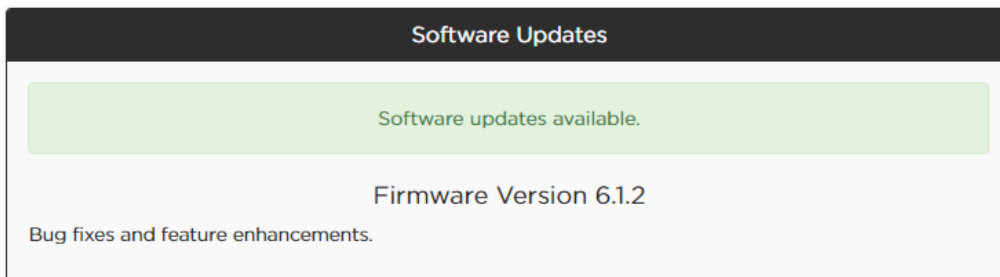 Software Updates
Software updates available.
Firmware Version 6.1.2
Bug fixes and feature enhancements.